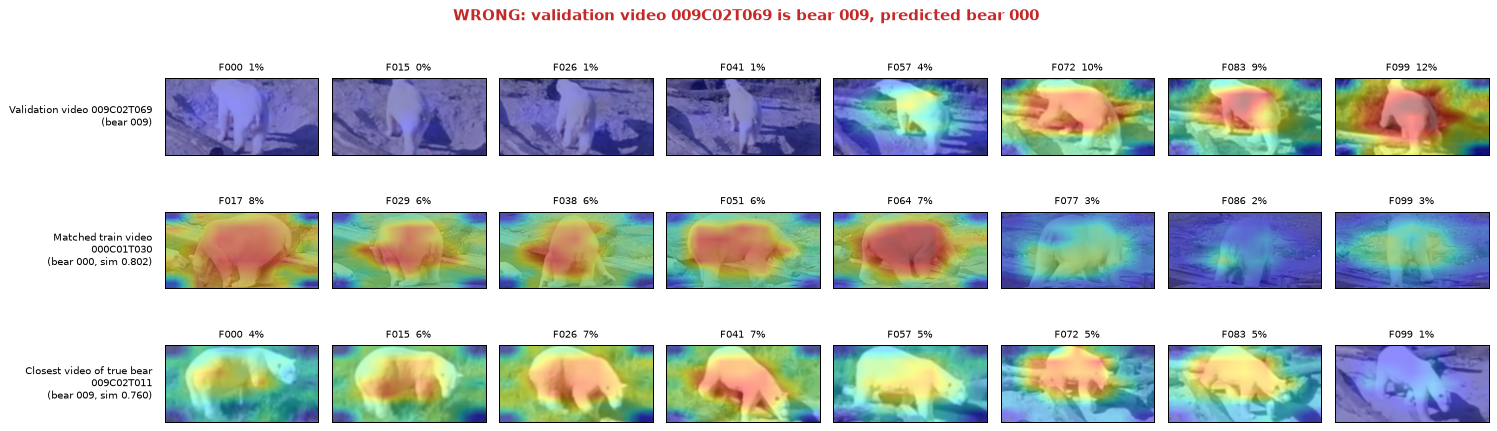 WRONG: validation video 009C02T069 is bear 009, predicted bear 000
F000 1%
F015 0%
F026 1%
F041 1%
F057 4%
F072 10%
F083 9%
F099 12%
Validation video 009C02T069
(bear 009)
F017 8%
F029 6%
F038 6%
F051 6%
F064 7%
F077 3%
F086 2%
F099 3%
Matched train video
000C01T030
(bear 000, sim 0.802)
F000 4%
F015 6%
F026 7%
F041 7%
F057 5%
F072 5%
F083 5%
F099 1%
Closest video of true bear
009C02T011
(bear 009, sim 0.760)